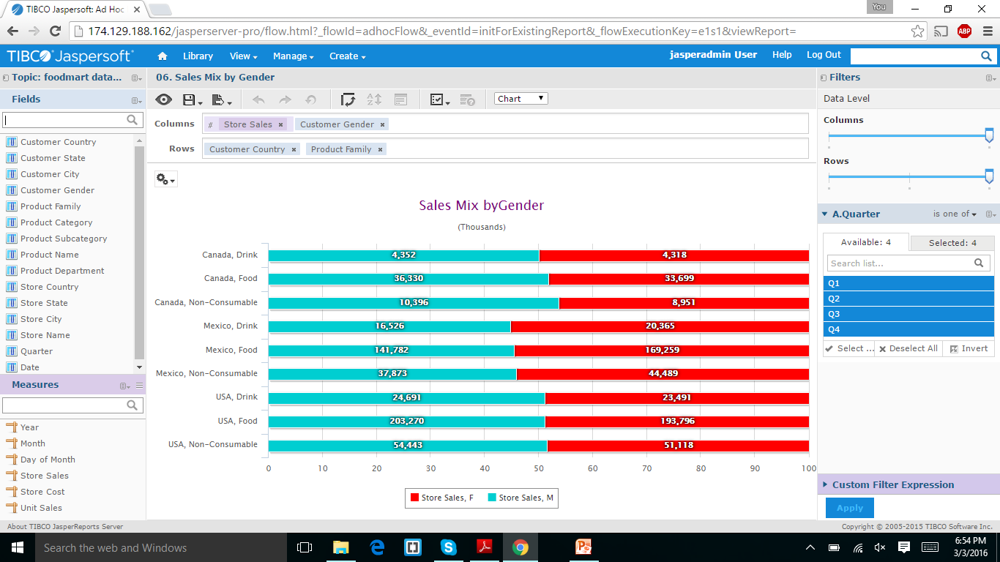 TIBCO Jaspersoft: Ad Hoc
You
174.129.188.162/jasperserver-pro/flow.html?_flowId=adhocFlow&_eventId=initForExistingReport&_flowExecutionKey=e1s1&viewReport=
ABP
TIBCO Jaspersoft
Library
View
Manage
Create
jasperadmin User
Help
Log Out
Topic: foodmart data...
06. Sales Mix by Gender
Filters
Fields
Chart
Data Level
Columns
# Store Sales × Customer Gender ×
Rows
Customer Country × Product Family ×
Customer Country
Customer State
Customer City
Customer Gender
Product Family
Product Category
Product Subcategory
Product Name
Product Department
Store Country
Store State
Store City
Store Name
Quarter
Date
Measures
Year
Month
Day of Month
Store Sales
Store Cost
Unit Sales
Sales Mix byGender
(Thousands)
Canada, Drink 4,352 4,318
Canada, Food 36,330 33,699
Canada, Non-Consumable 10,396 8,951
Mexico, Drink 16,526 20,365
Mexico, Food 141,782 169,259
Mexico, Non-Consumable 37,873 44,489
USA, Drink 24,691 23,491
USA, Food 203,270 193,796
USA, Non-Consumable 54,443 51,118
0 10 20 30 40 50 60 70 80 90 100
Store Sales, F Store Sales, M
Columns
Rows
A.Quarter is one of
Available: 4 Selected: 4
Search list...
Q1
Q2
Q3
Q4
Select ... Deselect All Invert
Custom Filter Expression
Apply
About TIBCO JasperReports Server
Copyright © 2005-2015 TIBCO Software Inc.
Search the web and Windows
6:54 PM
3/3/2016